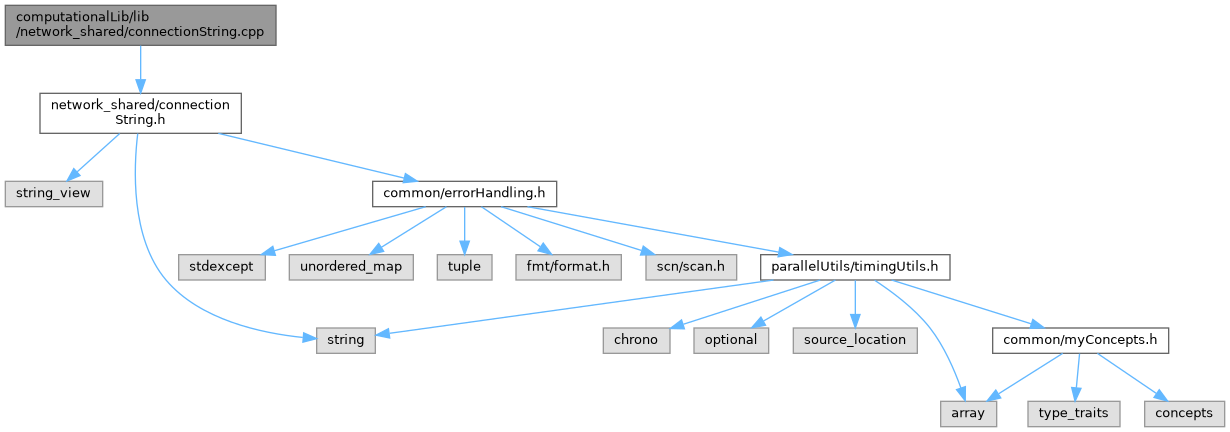 computationalLib/lib
/network_shared/connectionString.cpp
network_shared/connection
String.h
string_view
common/errorHandling.h
stdexcept
unordered_map
tuple
fmt/format.h
scn/scan.h
parallelUtils/timingUtils.h
string
chrono
optional
source_location
common/myConcepts.h
array
type_traits
concepts